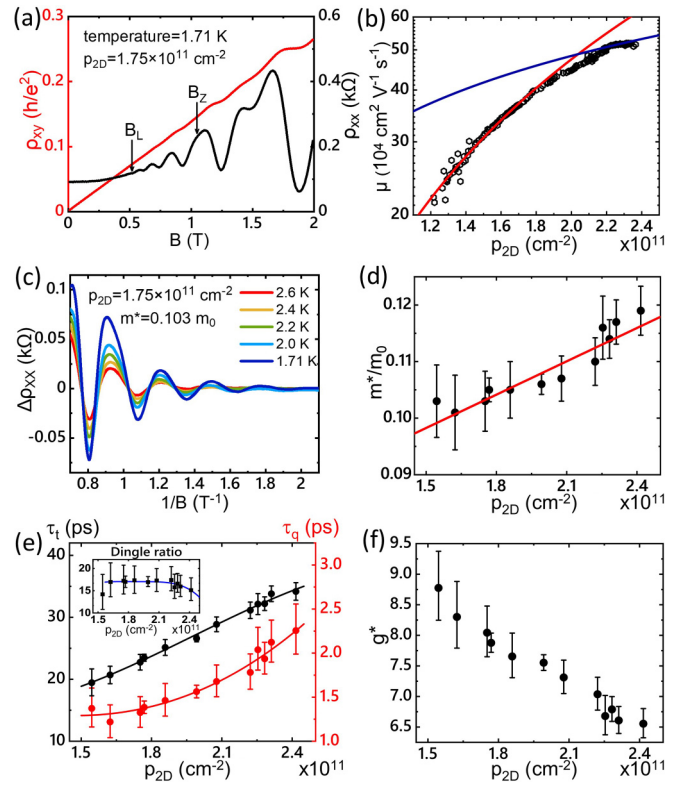 (a)
temperature=1.71 K
p2D=1.75×10¹¹ cm⁻²
BL
BZ
ρxy (h/e²)
0.3
0.2
0.1
0
0.6
0.5
0.4
0.3
0.2
0.1
0
ρxx (kΩ)
0 0.5 1 1.5 2
B (T)
(b)
μ (10⁴ cm² V⁻¹ s⁻¹)
60
50
40
30
20
1.2 1.4 1.6 1.8 2.0 2.2 2.4
p2D (cm⁻²) x10¹¹
(c)
p2D=1.75×10¹¹ cm⁻²
m*=0.103 m0
2.6 K
2.4 K
2.2 K
2.0 K
1.71 K
Δρxx (kΩ)
0.1
0.05
0
-0.05
0.8 1 1.2 1.4 1.6 1.8 2
1/B (T⁻¹)
(d)
m*/m0
0.12
0.11
0.10
0.09
1.5 1.8 2.1 2.4
p2D (cm⁻²) x10¹¹
(e)
τt (ps)
τq (ps)
40
30
20
10
3.0
2.5
2.0
1.5
1.0
Dingle ratio
20
15
10
1.5 1.8 2.1 2.4
p2D (cm⁻²) x10¹¹
1.5 1.8 2.1 2.4
p2D (cm⁻²) x10¹¹
(f)
g*
9.5
9.0
8.5
8.0
7.5
7.0
6.5
1.5 1.8 2.1 2.4
p2D (cm⁻²) x10¹¹